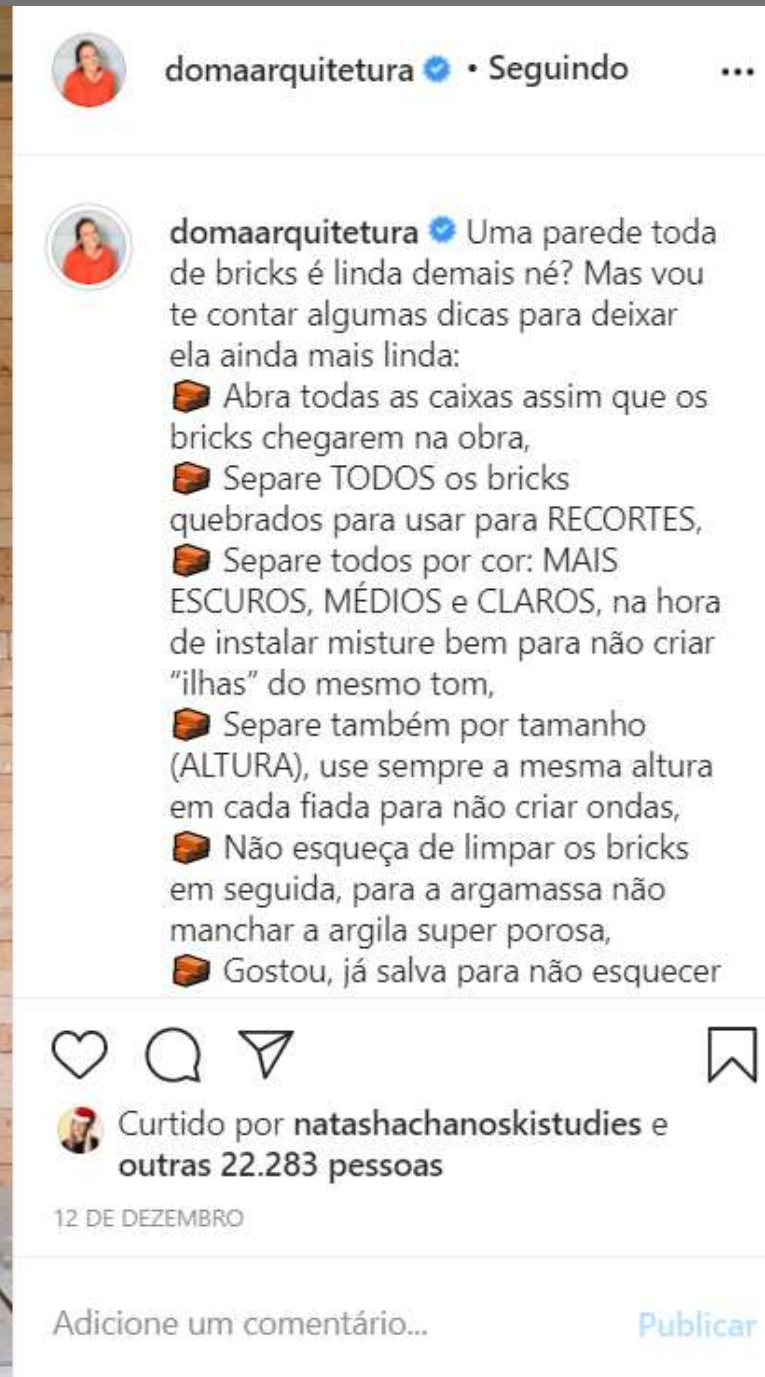 domaarquitetura • Seguindo
domaarquitetura Uma parede toda
de bricks é linda demais né? Mas vou
te contar algumas dicas para deixar
ela ainda mais linda:
🧱 Abra todas as caixas assim que os
bricks chegarem na obra,
🧱 Separe TODOS os bricks
quebrados para usar para RECORTES,
🧱 Separe todos por cor: MAIS
ESCUROS, MÉDIOS e CLAROS, na hora
de instalar misture bem para não criar
"ilhas" do mesmo tom,
🧱 Separe também por tamanho
(ALTURA), use sempre a mesma altura
em cada fiada para não criar ondas,
🧱 Não esqueça de limpar os bricks
em seguida, para a argamassa não
manchar a argila super porosa,
🧱 Gostou, já salva para não esquecer
Curtido por natashachanoskistudies e
outras 22.283 pessoas
12 DE DEZEMBRO
Adicione um comentário... Publicar